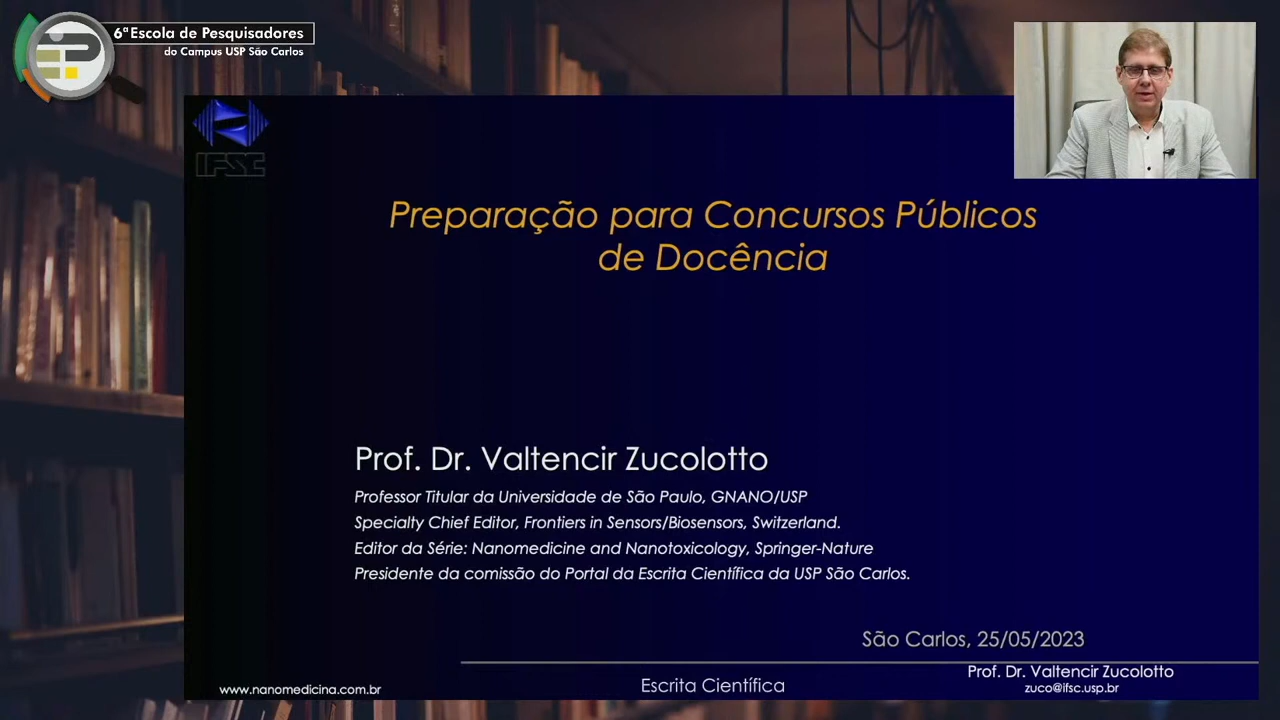 6ª Escola de Pesquisadores
do Campus USP São Carlos
IFSC
Preparação para Concursos Públicos
de Docência
Prof. Dr. Valtencir Zucolotto
Professor Titular da Universidade de São Paulo, GNANO/USP
Specialty Chief Editor, Frontiers in Sensors/Biosensors, Switzerland.
Editor da Série: Nanomedicine and Nanotoxicology, Springer-Nature
Presidente da comissão do Portal da Escrita Científica da USP São Carlos.
São Carlos, 25/05/2023
Prof. Dr. Valtencir Zucolotto
www.nanomedicina.com.br
Escrita Científica
zuco@ifsc.usp.br